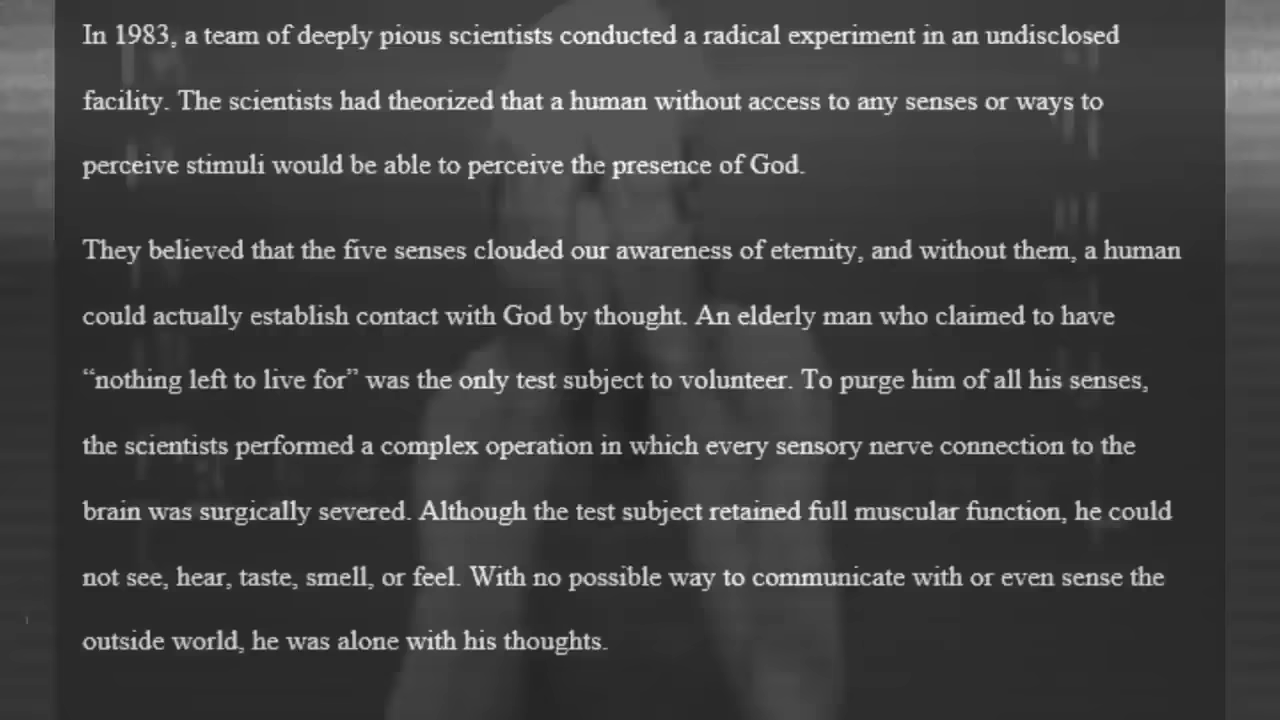 In 1983, a team of deeply pious scientists conducted a radical experiment in an undisclosed
facility. The scientists had theorized that a human without access to any senses or ways to
perceive stimuli would be able to perceive the presence of God.
They believed that the five senses clouded our awareness of eternity, and without them, a human
could actually establish contact with God by thought. An elderly man who claimed to have
“nothing left to live for” was the only test subject to volunteer. To purge him of all his senses,
the scientists performed a complex operation in which every sensory nerve connection to the
brain was surgically severed. Although the test subject retained full muscular function, he could
not see, hear, taste, smell, or feel. With no possible way to communicate with or even sense the
outside world, he was alone with his thoughts.